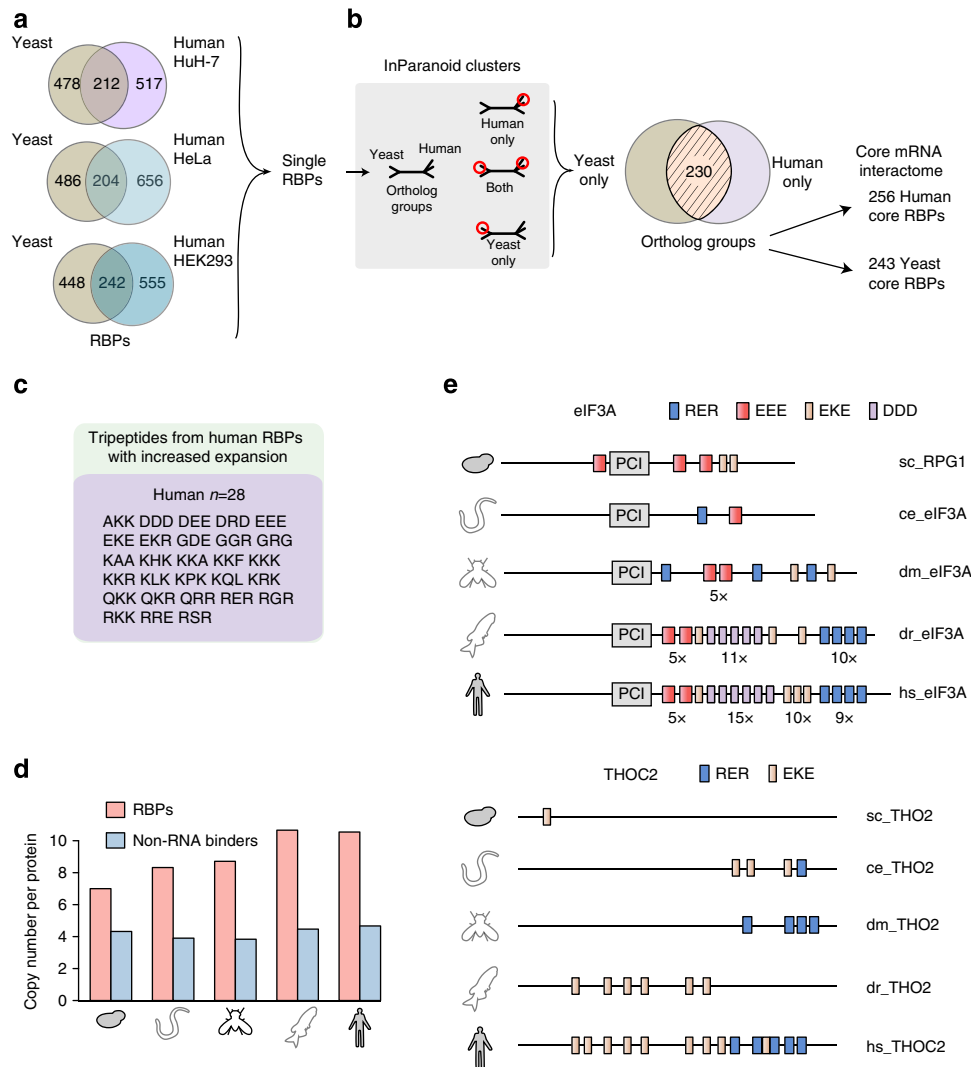 a
Yeast
Human
HuH-7
478
212
517
Yeast
Human
HeLa
486
204
656
Yeast
Human
HEK293
448
242
555
RBPs
Single
RBPs
b
InParanoid clusters
Yeast
Human
Ortholog
groups
Human
only
Both
Yeast
only
Yeast
only
230
Human
only
Ortholog groups
Core mRNA
interactome
256 Human
core RBPs
243 Yeast
core RBPs
c
Tripeptides from human RBPs
with increased expansion
Human n=28
AKK DDD DEE DRD EEE
EKE EKR GDE GGR GRG
KAA KHK KKA KKF KKK
KKR KLK KPK KQL KRK
QKK QKR QRR RER RGR
RKK RRE RSR
d
RBPs
Non-RNA binders
Copy number per protein
10
8
6
4
2
0
e
eIF3A
RER
EEE
EKE
DDD
PCI
sc_RPG1
PCI
ce_eIF3A
PCI
dm_eIF3A
5×
PCI
dr_eIF3A
5×
11×
10×
PCI
hs_eIF3A
5×
15×
10×
9×
THOC2
RER
EKE
sc_THO2
ce_THO2
dm_THO2
dr_THO2
hs_THOC2